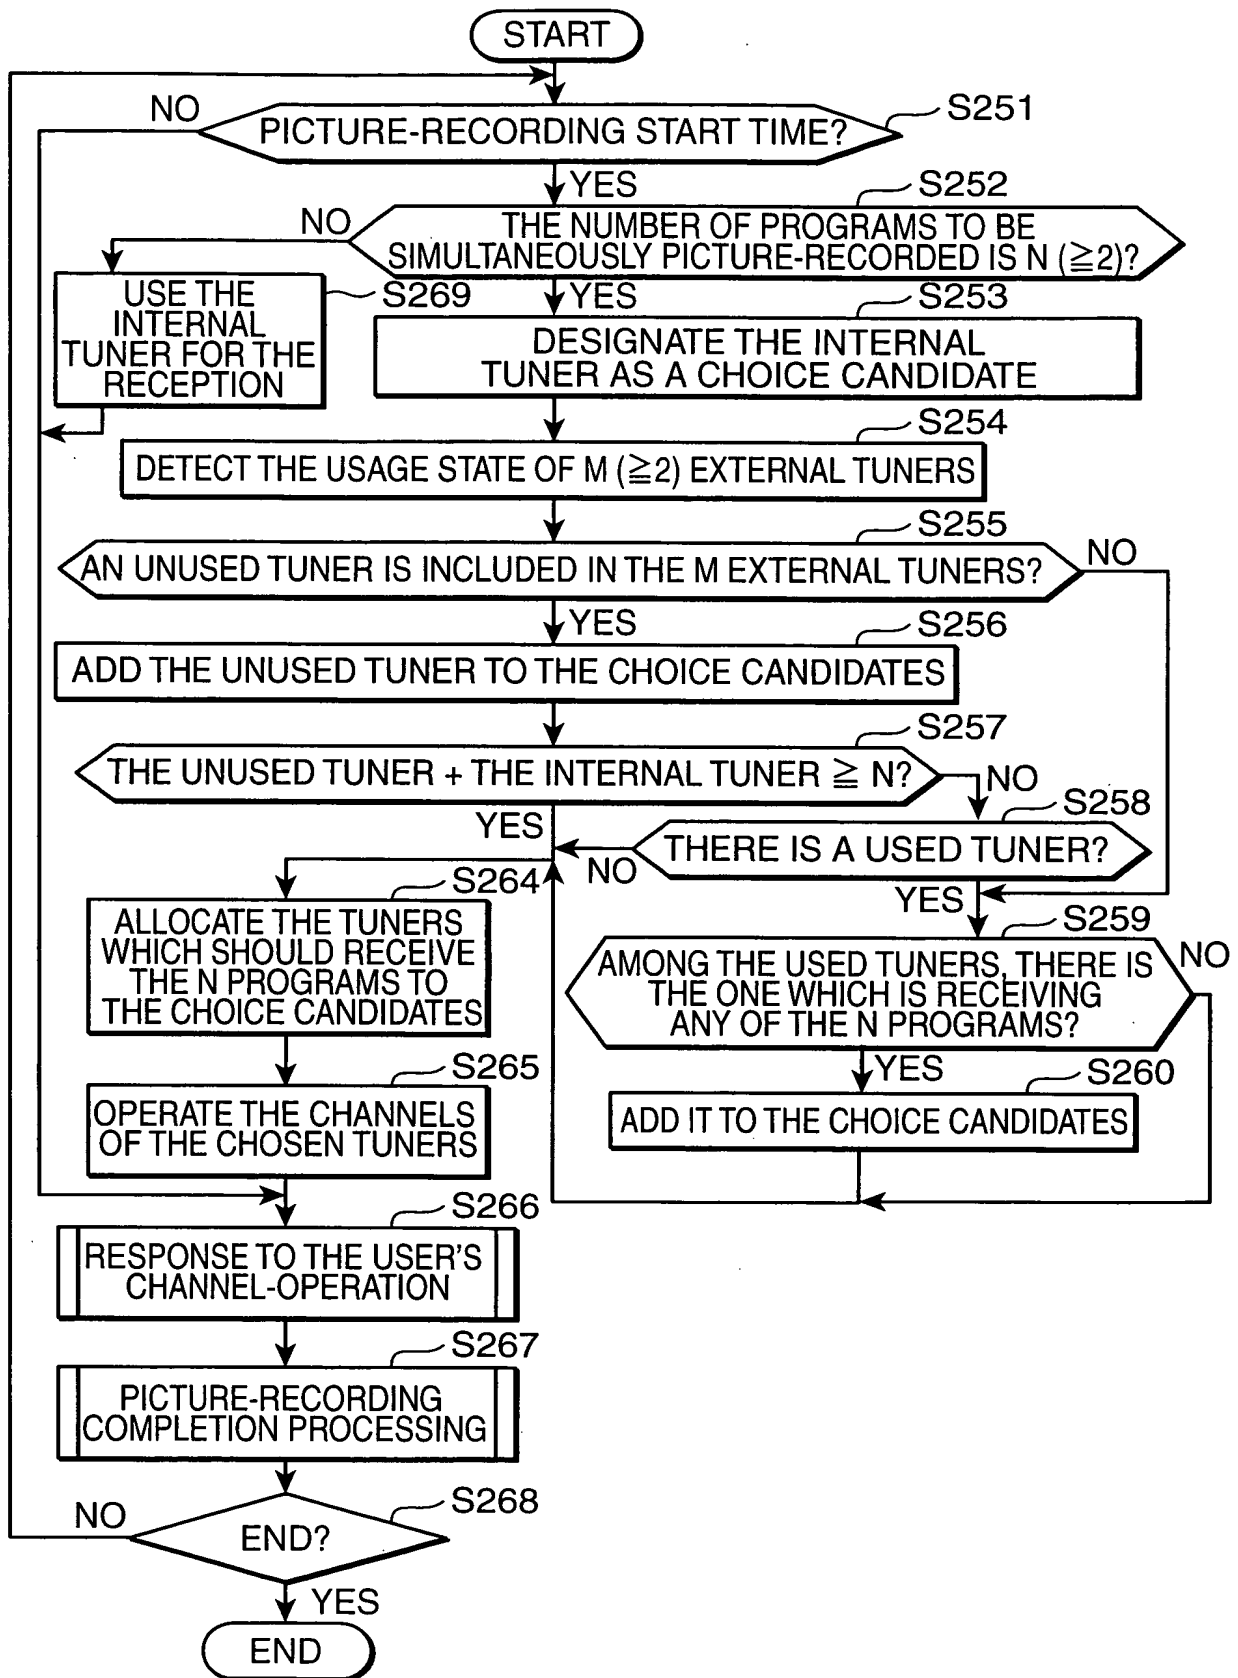 START
NO
PICTURE-RECORDING START TIME?
S251
YES
S252
NO
THE NUMBER OF PROGRAMS TO BE
SIMULTANEOUSLY PICTURE-RECORDED IS N (≧2)?
USE THE
INTERNAL
TUNER FOR THE
RECEPTION
S269
YES
S253
DESIGNATE THE INTERNAL
TUNER AS A CHOICE CANDIDATE
S254
DETECT THE USAGE STATE OF M (≧2) EXTERNAL TUNERS
S255
AN UNUSED TUNER IS INCLUDED IN THE M EXTERNAL TUNERS?
NO
YES
S256
ADD THE UNUSED TUNER TO THE CHOICE CANDIDATES
S257
THE UNUSED TUNER + THE INTERNAL TUNER ≧ N?
NO
YES
S258
THERE IS A USED TUNER?
NO
YES
S264
ALLOCATE THE TUNERS
WHICH SHOULD RECEIVE
THE N PROGRAMS TO
THE CHOICE CANDIDATES
S259
AMONG THE USED TUNERS, THERE IS
THE ONE WHICH IS RECEIVING
ANY OF THE N PROGRAMS?
NO
YES
S260
ADD IT TO THE CHOICE CANDIDATES
S265
OPERATE THE CHANNELS
OF THE CHOSEN TUNERS
S266
RESPONSE TO THE USER'S
CHANNEL-OPERATION
S267
PICTURE-RECORDING
COMPLETION PROCESSING
S268
NO
END?
YES
END